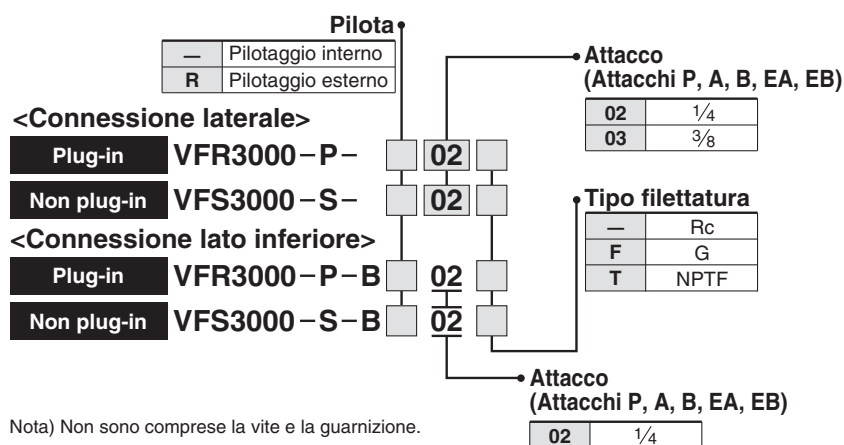 Pilota
— Pilotaggio interno
R Pilotaggio esterno
Attacco
(Attacchi P, A, B, EA, EB)
02 1/4
03 3/8
<Connessione laterale>
Plug-in VFR3000-P- 02
Non plug-in VFS3000-S- 02
Tipo filettatura
— Rc
F G
T NPTF
<Connessione lato inferiore>
Plug-in VFR3000-P-B 02
Non plug-in VFS3000-S-B 02
Attacco
(Attacchi P, A, B, EA, EB)
02 1/4
Nota) Non sono comprese la vite e la guarnizione.